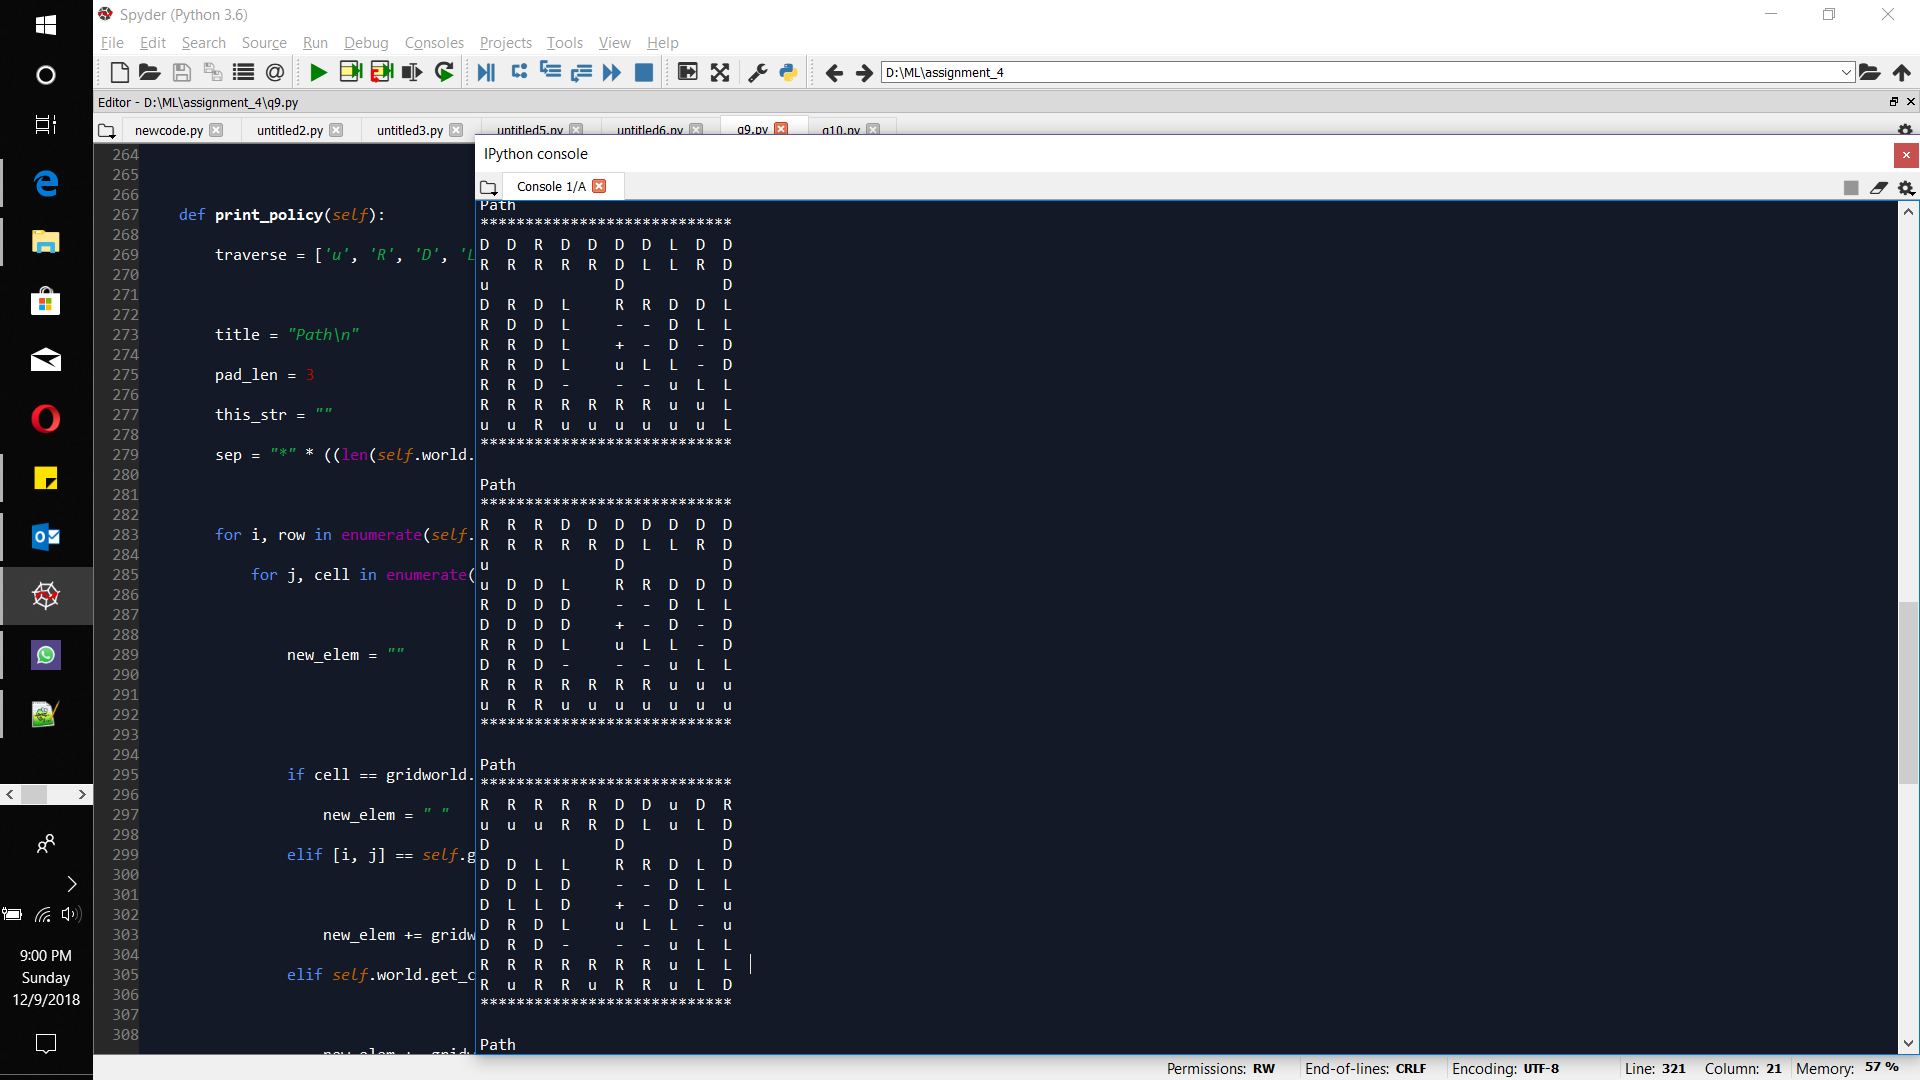 Spyder (Python 3.6)
File Edit Search Source Run Debug Consoles Projects Tools View Help
D:\ML\assignment_4
Editor - D:\ML\assignment_4\q9.py
newcode.py untitled2.py untitled3.py untitled5.py untitled6.py q9.py q10.py
264
265
266
267 def print_policy(self):
268
269 traverse = ['u', 'R', 'D', 'L
270
271
272
273 title = "Path\n"
274
275 pad_len = 3
276
277 this_str = ""
278
279 sep = "*" * ((len(self.world.
280
281
282
283 for i, row in enumerate(self.
284
285 for j, cell in enumerate(
286
287
288
289 new_elem = ""
290
291
292
293
294
295 if cell == gridworld.
296
297 new_elem = " "
298
299 elif [i, j] == self.g
300
301
302
303 new_elem += gridw
304
305 elif self.world.get_c
306
307
308
new_elem += gridw
IPython console
Console 1/A
Path
****************************
D D R D D D D L D D
R R R R R D L L R D
u D D
D R D L R R D D L
R D D L - - D L L
R R D L + - D - D
R R D L u L L - D
R R D - - - u L L
R R R R R R R u u L
u u R u u u u u u L
****************************
Path
****************************
R R R D D D D D D D
R R R R R D L L R D
u D D
u D D L R R D D D
R D D D - - D L L
D D D D + - D - D
R R D L u L L - D
D R D - - - u L L
R R R R R R R u u u
u R R u u u u u u u
****************************
Path
****************************
R R R R R D D u D R
u u u R R D L u L D
D D D
D D L L R R D L D
D D L D - - D L L
D L L D + - D - u
D R D L u L L - u
D R D - - - u L L
R R R R R R R u L L
R u R R u R R u L D
****************************
Path
9:00 PM
Sunday
12/9/2018
Permissions: RW End-of-lines: CRLF Encoding: UTF-8 Line: 321 Column: 21 Memory: 57 %